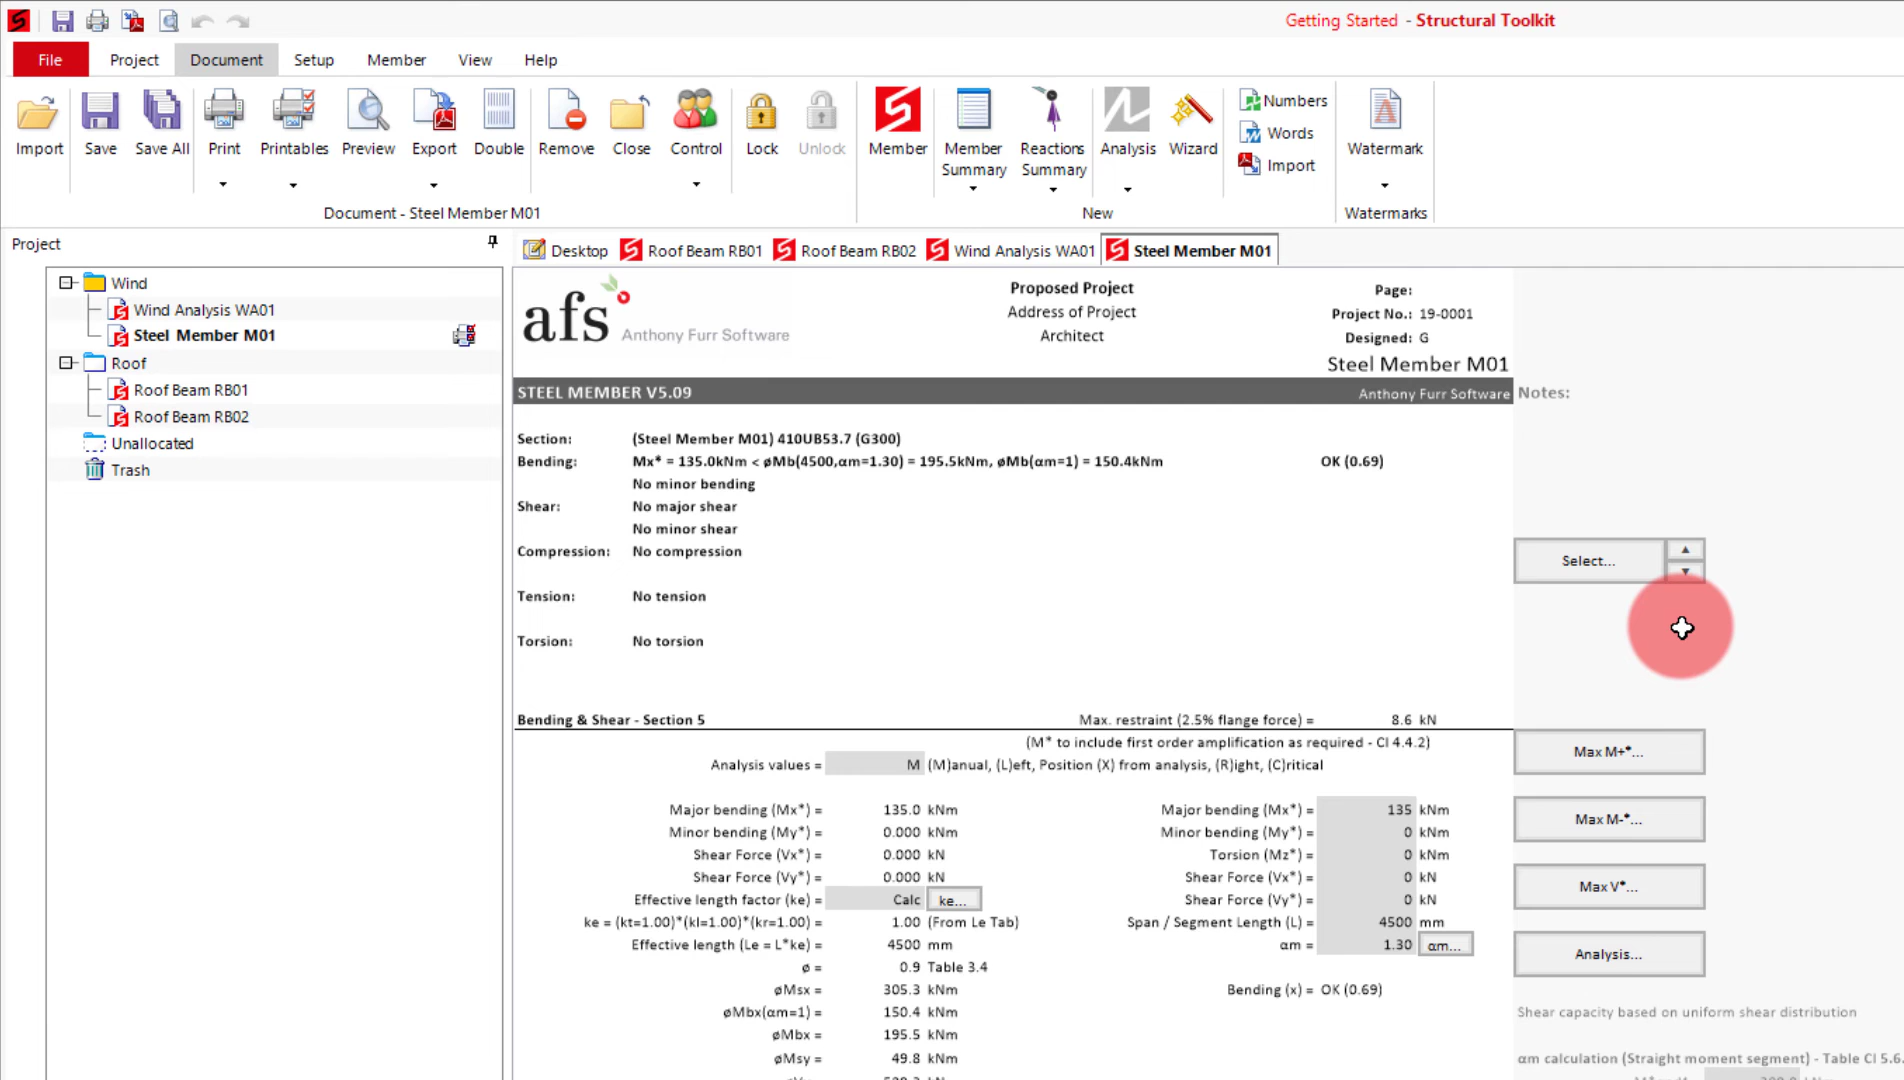 Getting Started - Structural Toolkit
File Project Document Setup Member View Help
Import Save Save All Print Printables Preview Export Double Remove Close Control Lock Unlock Member Member Summary Reactions Summary Analysis Wizard Numbers Words Import Watermark
Document - Steel Member M01 New Watermarks
Project
Desktop Roof Beam RB01 Roof Beam RB02 Wind Analysis WA01 Steel Member M01
Wind
Wind Analysis WA01
Steel Member M01
Roof
Roof Beam RB01
Roof Beam RB02
Unallocated
Trash
afs Anthony Furr Software
Proposed Project
Address of Project
Architect
Page:
Project No.: 19-0001
Designed: G
Steel Member M01
STEEL MEMBER V5.09 Anthony Furr Software Notes:
Section: (Steel Member M01) 410UB53.7 (G300)
Bending: Mx* = 135.0kNm < øMb(4500,αm=1.30) = 195.5kNm, øMb(αm=1) = 150.4kNm OK (0.69)
No minor bending
Shear: No major shear
No minor shear
Compression: No compression
Select...
Tension: No tension
Torsion: No torsion
Bending & Shear - Section 5 Max. restraint (2.5% flange force) = 8.6 kN
(M* to include first order amplification as required - Cl 4.4.2)
Max M+*...
Analysis values = M (M)anual, (L)eft, Position (X) from analysis, (R)ight, (C)ritical
Major bending (Mx*) = 135.0 kNm Major bending (Mx*) = 135 kNm
Max M-*...
Minor bending (My*) = 0.000 kNm Minor bending (My*) = 0 kNm
Shear Force (Vx*) = 0.000 kN Torsion (Mz*) = 0 kNm
Shear Force (Vy*) = 0.000 kN Shear Force (Vx*) = 0 kN
Max V*...
Effective length factor (ke) = Calc ke... Shear Force (Vy*) = 0 kN
ke = (kt=1.00)*(kl=1.00)*(kr=1.00) = 1.00 (From Le Tab) Span / Segment Length (L) = 4500 mm
Effective length (Le = L*ke) = 4500 mm αm = 1.30 αm...
Analysis...
ø = 0.9 Table 3.4
øMsx = 305.3 kNm Bending (x) = OK (0.69)
øMbx(αm=1) = 150.4 kNm Shear capacity based on uniform shear distribution
øMbx = 195.5 kNm
øMsy = 49.8 kNm αm calculation (Straight moment segment) - Table Cl 5.6.